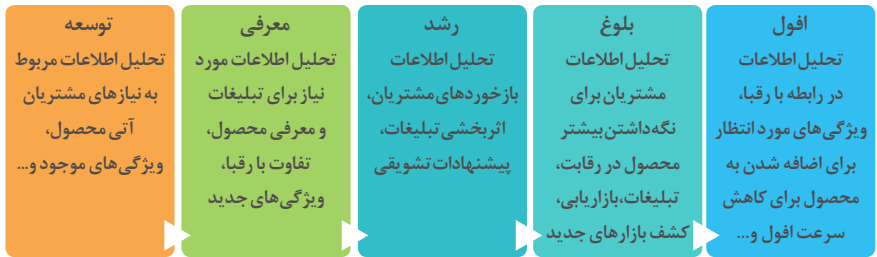 توسعه
تحلیل اطلاعات مربوط
به نیازهای مشتریان
آتی محصول،
ویژگی‌های موجود و...
معرفی
تحلیل اطلاعات مورد
نیاز برای تبلیغات
و معرفی محصول،
تفاوت با رقبا،
ویژگی‌های جدید
رشد
تحلیل اطلاعات
بازخوردهای مشتریان،
اثربخشی تبلیغات،
پیشنهادات تشویقی
بلوغ
تحلیل اطلاعات
مشتریان برای
نگه‌داشتن بیشتر
محصول در رقابت،
تبلیغات، بازاریابی،
کشف بازارهای جدید
افول
تحلیل اطلاعات
در رابطه با رقبا،
ویژگی‌های مورد انتظار
برای اضافه شدن به
محصول برای کاهش
سرعت افول و...